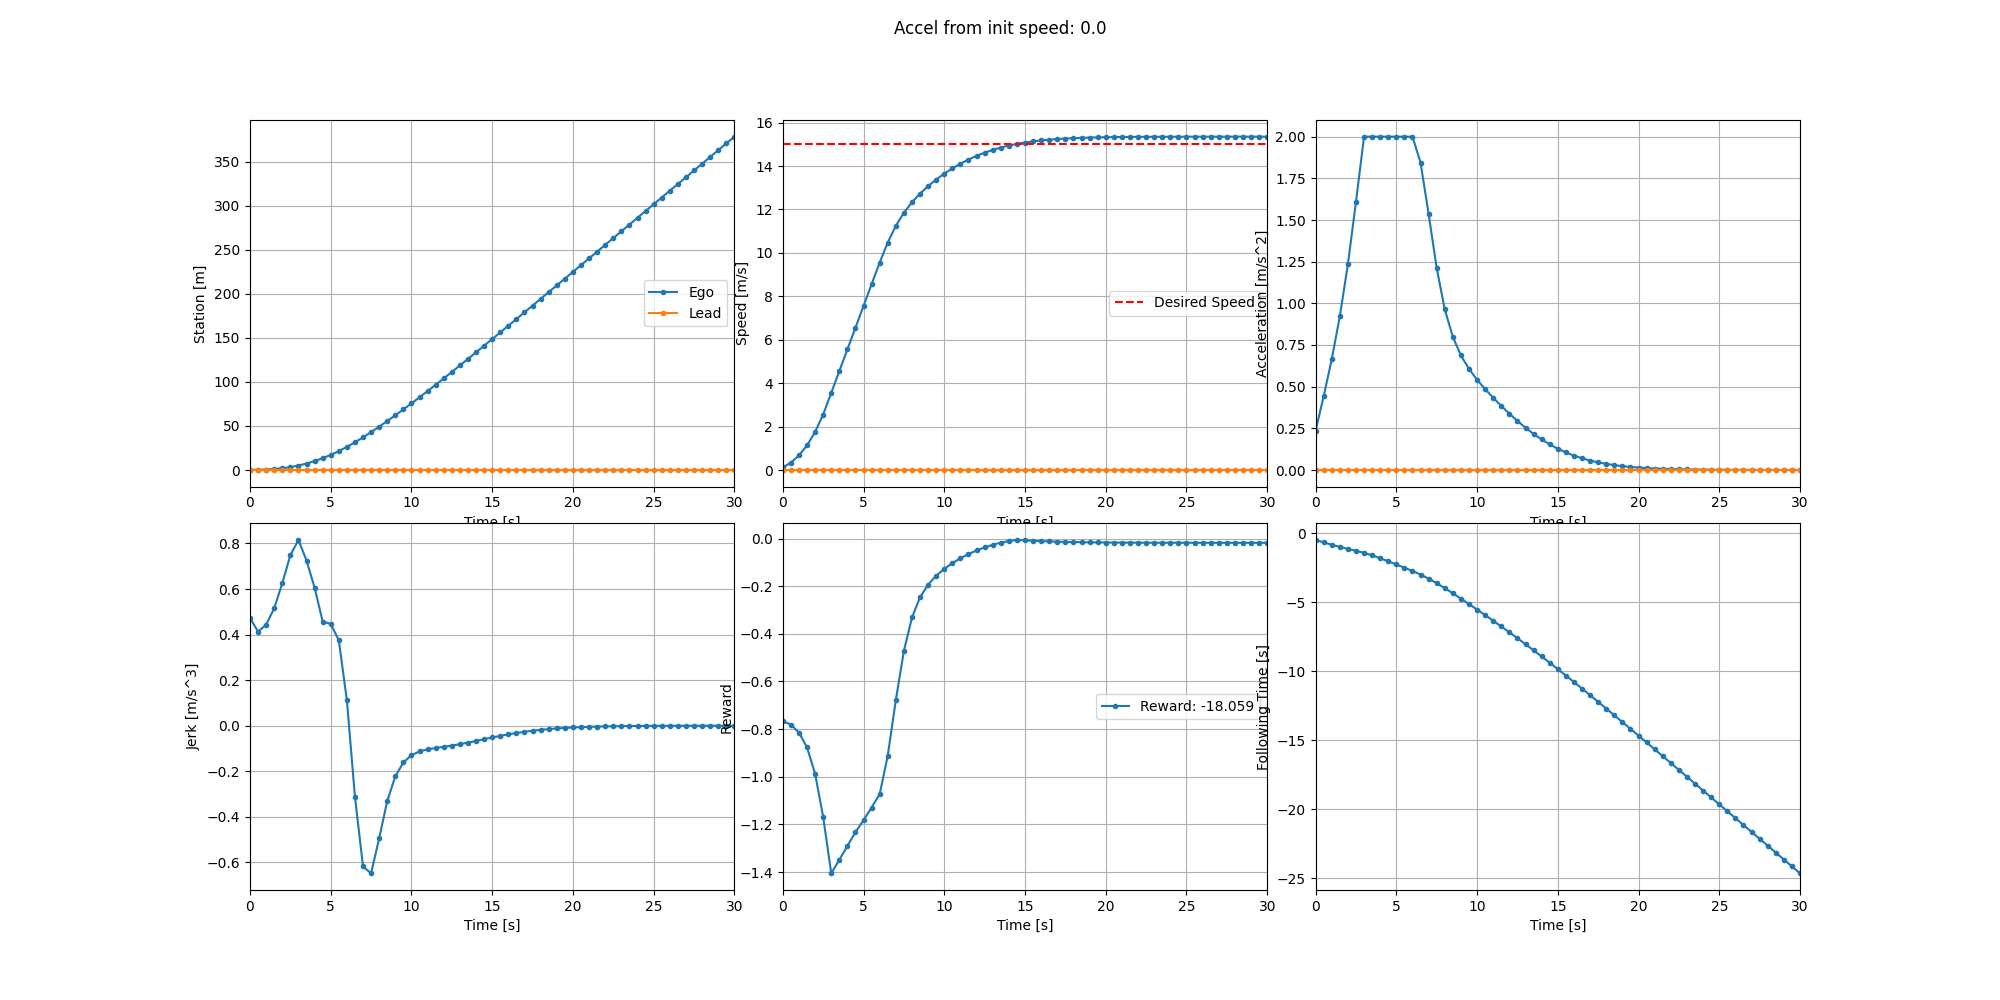 Accel from init speed: 0.0
Station [m]
350
300
250
200
150
100
50
0
0 5 10 15 20 25 30
Time [s]
Ego
Lead
Speed [m/s]
16
14
12
10
8
6
4
2
0
0 5 10 15 20 25 30
Time [s]
Desired Speed
Acceleration [m/s^2]
2.00
1.75
1.50
1.25
1.00
0.75
0.50
0.25
0.00
0 5 10 15 20 25 30
Time [s]
Jerk [m/s^3]
0.8
0.6
0.4
0.2
0.0
−0.2
−0.4
−0.6
0 5 10 15 20 25 30
Time [s]
Reward
0.0
−0.2
−0.4
−0.6
−0.8
−1.0
−1.2
−1.4
0 5 10 15 20 25 30
Time [s]
Reward: -18.059
Following Time [s]
0
−5
−10
−15
−20
−25
0 5 10 15 20 25 30
Time [s]